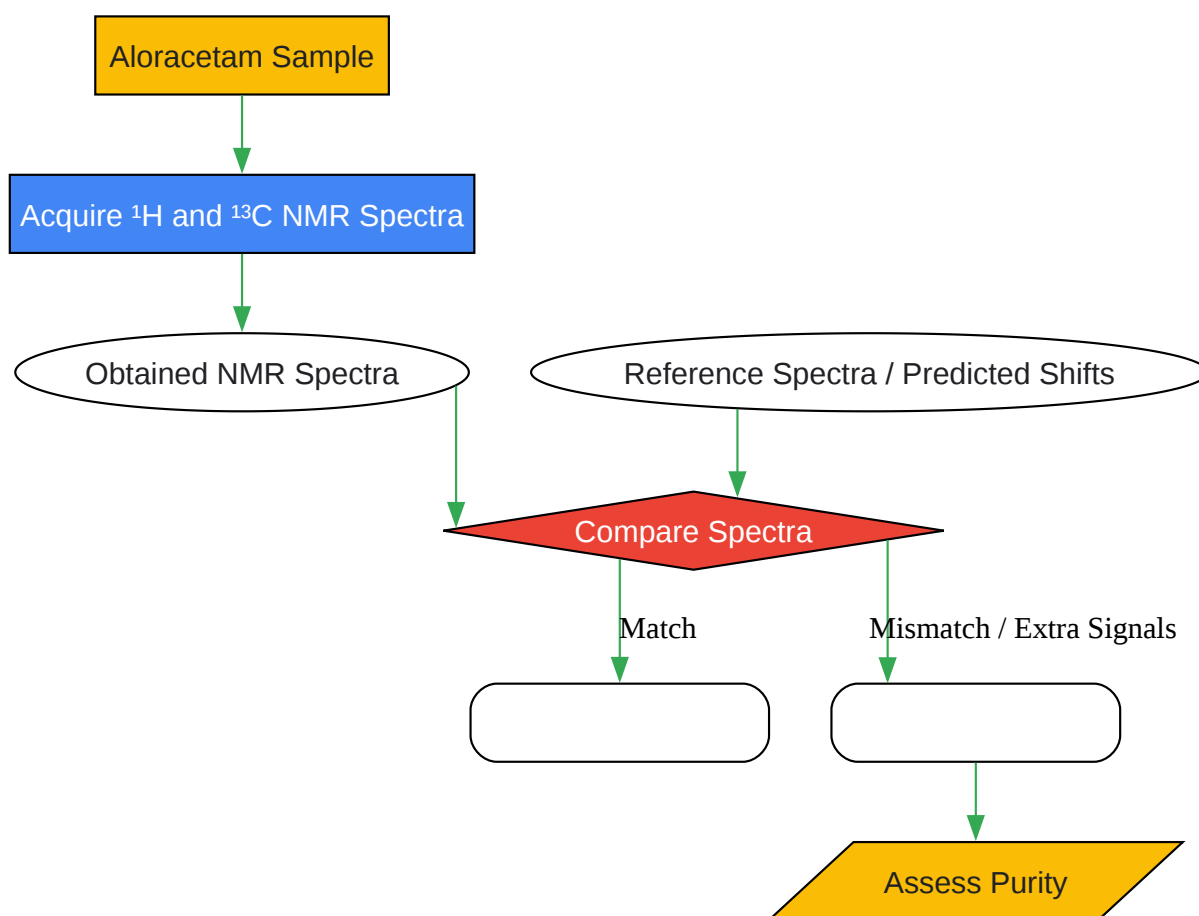 Aloracetam Sample
Acquire ¹H and ¹³C NMR Spectra
Obtained NMR Spectra
Reference Spectra / Predicted Shifts
Compare Spectra
Match
Mismatch / Extra Signals
Assess Purity